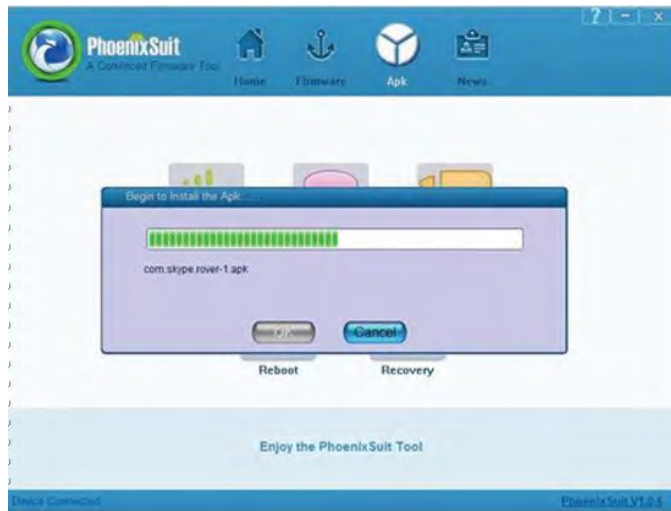 PhoenixSuit
A Convinced Firmware Tool
Home
Firmware
Apk
News
Begin to Install the Apk......
com.skype.rover-1.apk
OK
Cancel
Reboot
Recovery
Enjoy the PhoenixSuit Tool
Device Connected
PhoenixSuit V1.0.6